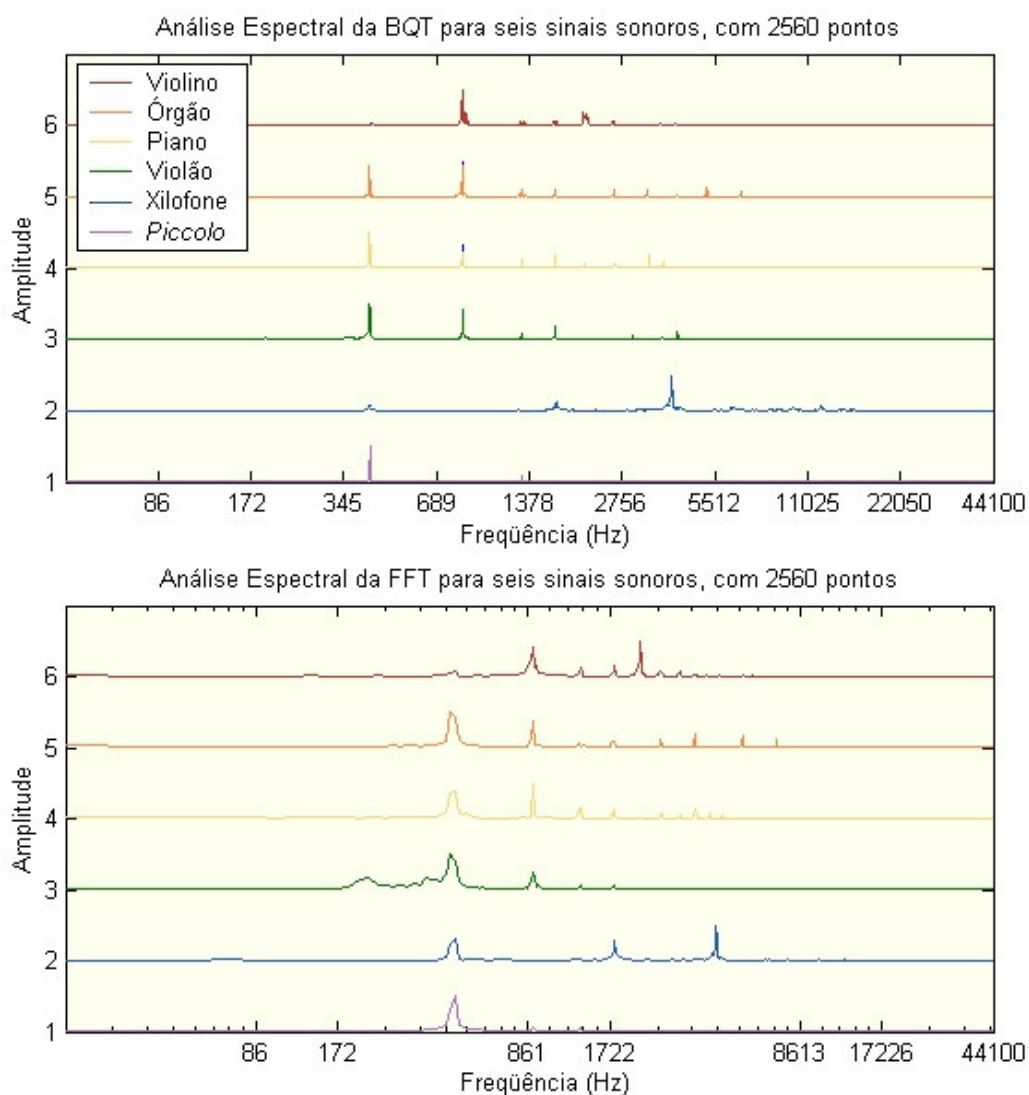 Análise Espectral da BQT para seis sinais sonoros, com 2560 pontos
Violino
Órgão
Piano
Violão
Xilofone
Piccolo
Amplitude
6
5
4
3
2
1
86 172 345 689 1378 2756 5512 11025 22050 44100
Freqüência (Hz)
Análise Espectral da FFT para seis sinais sonoros, com 2560 pontos
Amplitude
6
5
4
3
2
1
86 172 861 1722 8613 17226 44100
Freqüência (Hz)